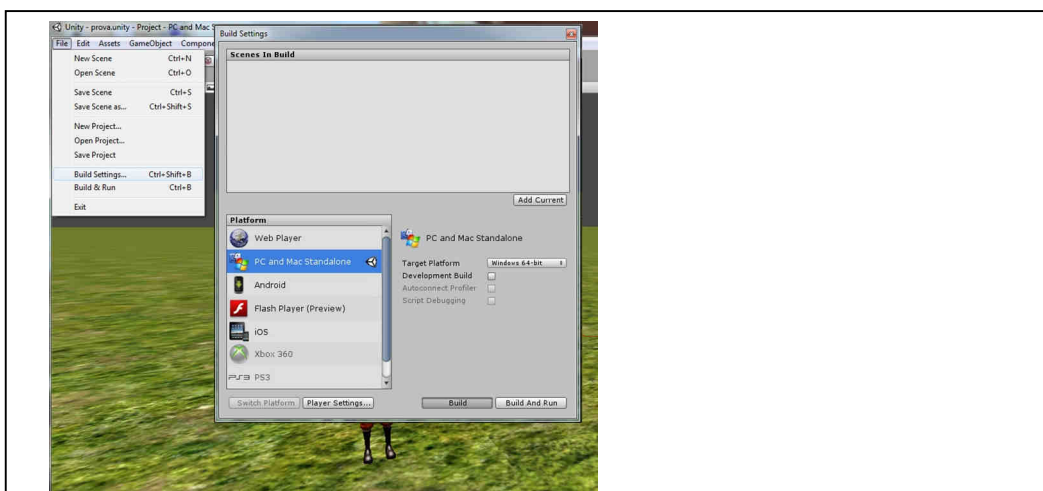 Unity - prova.unity - Project - PC and Mac
File Edit Assets GameObject Compone
New Scene Ctrl+N
Open Scene Ctrl+O
Save Scene Ctrl+S
Save Scene as... Ctrl+Shift+S
New Project...
Open Project...
Save Project
Build Settings... Ctrl+Shift+B
Build & Run Ctrl+B
Exit
Build Settings
Scenes In Build
Add Current
Platform
Web Player
PC and Mac Standalone
Android
Flash Player (Preview)
iOS
Xbox 360
PS3 PS3
PC and Mac Standalone
Target Platform Windows 64-bit
Development Build
Autoconnect Profiler
Script Debugging
Switch Platform Player Settings... Build Build And Run